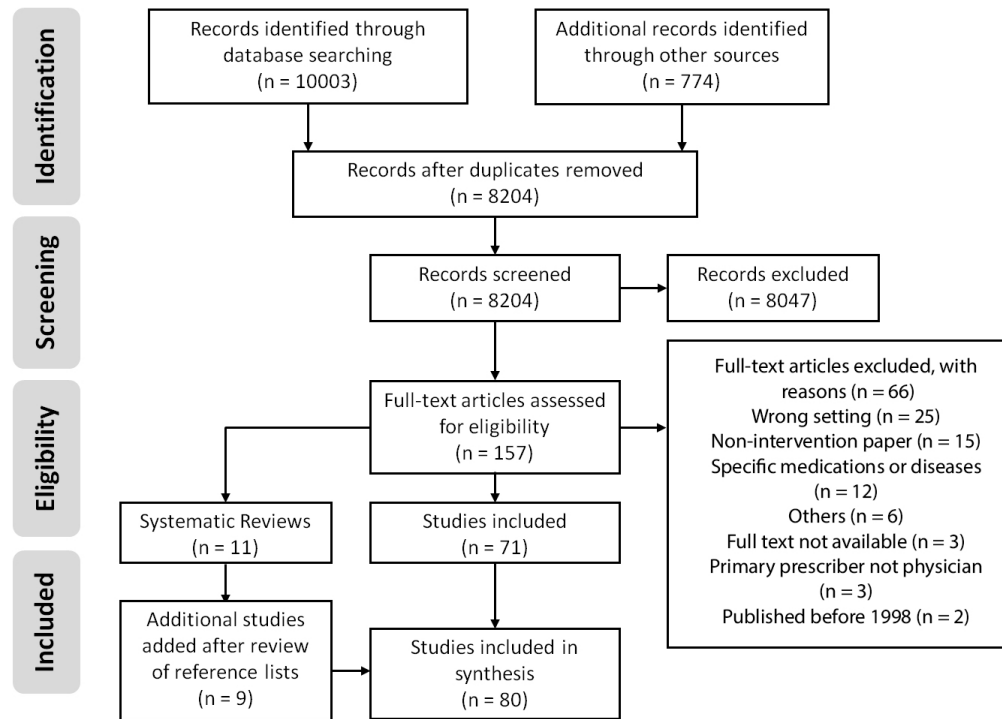 Identification
Records identified through
database searching
(n = 10003)
Additional records identified
through other sources
(n = 774)
Records after duplicates removed
(n = 8204)
Screening
Records screened
(n = 8204)
Records excluded
(n = 8047)
Eligibility
Full-text articles assessed
for eligibility
(n = 157)
Full-text articles excluded, with
reasons (n = 66)
Wrong setting (n = 25)
Non-intervention paper (n = 15)
Specific medications or diseases
(n = 12)
Others (n = 6)
Full text not available (n = 3)
Primary prescriber not physician
(n = 3)
Published before 1998 (n = 2)
Systematic Reviews
(n = 11)
Studies included
(n = 71)
Included
Additional studies
added after review
of reference lists
(n = 9)
Studies included in
synthesis
(n = 80)